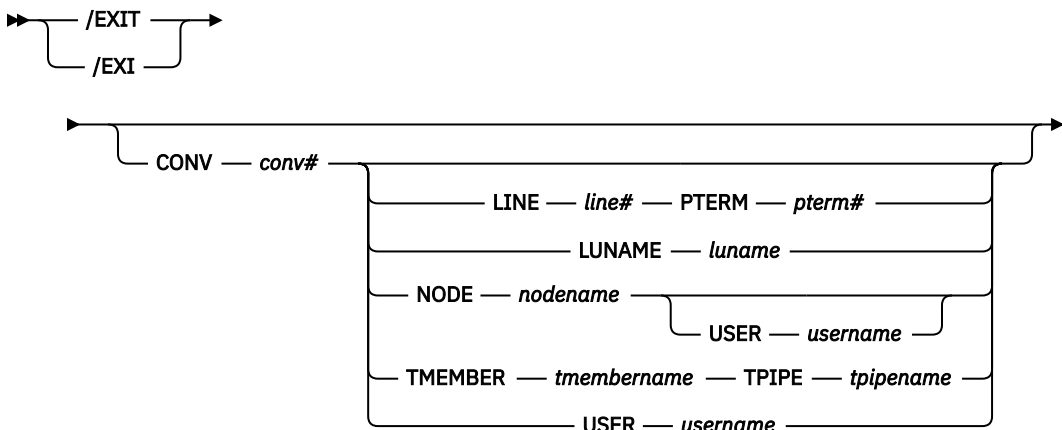 /EXIT
/EXI
CONV conv#
LINE line# PTERM pterm#
LUNAME luname
NODE nodename
USER username
TMEMBER tmembername TPIPE tpipename
USER username